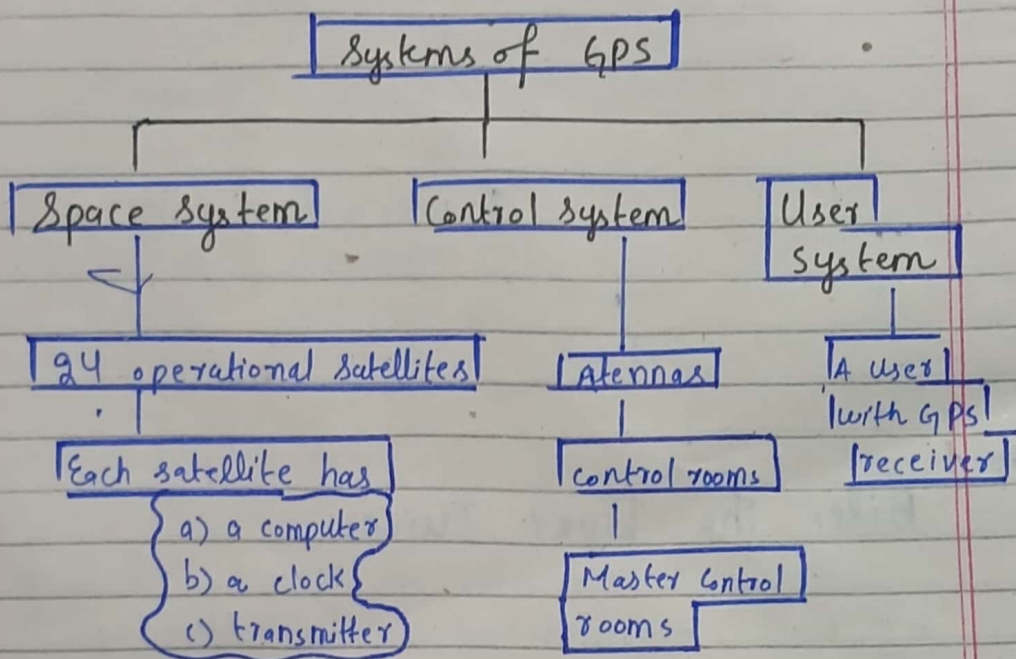 Systems of GPS
Space system
Control system
User
system
24 operational satellites
Atennas
A user
with GPS
receiver
Each satellite has
a) a computer
b) a clock
c) transmitter
control rooms
Master control
rooms